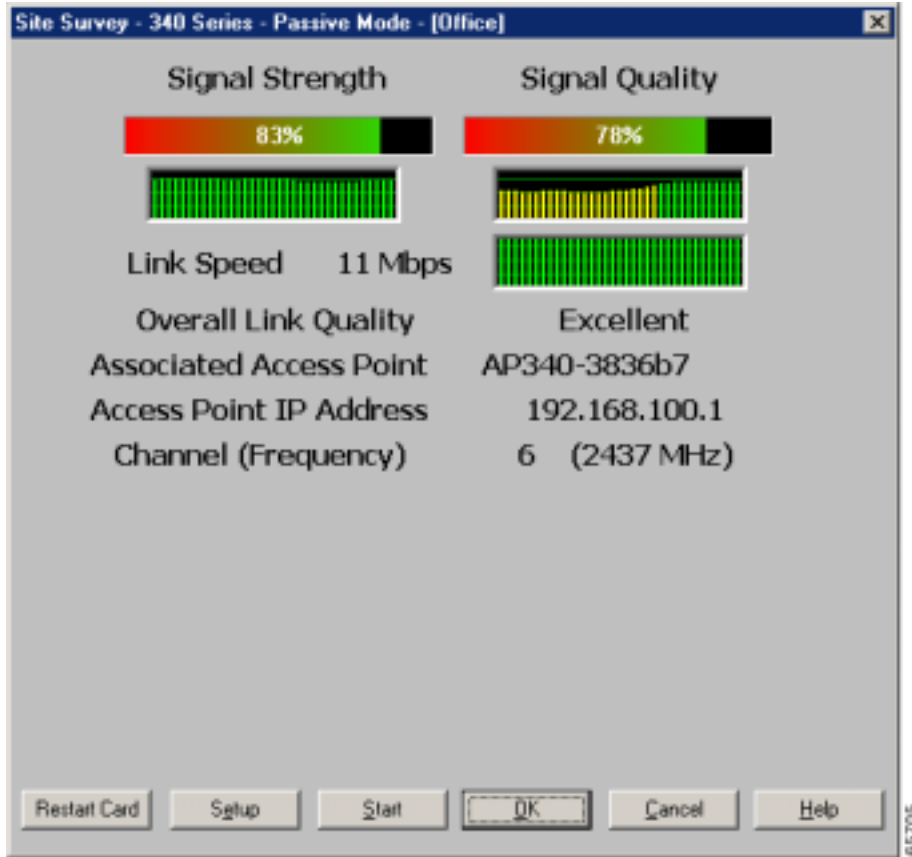 Site Survey - 340 Series - Passive Mode - [Office]
Signal Strength Signal Quality
83% 78%
Link Speed 11 Mbps
Overall Link Quality Excellent
Associated Access Point AP340-3836b7
Access Point IP Address 192.168.100.1
Channel (Frequency) 6 (2437 MHz)
Restart Card Setup Start OK Cancel Help
65705